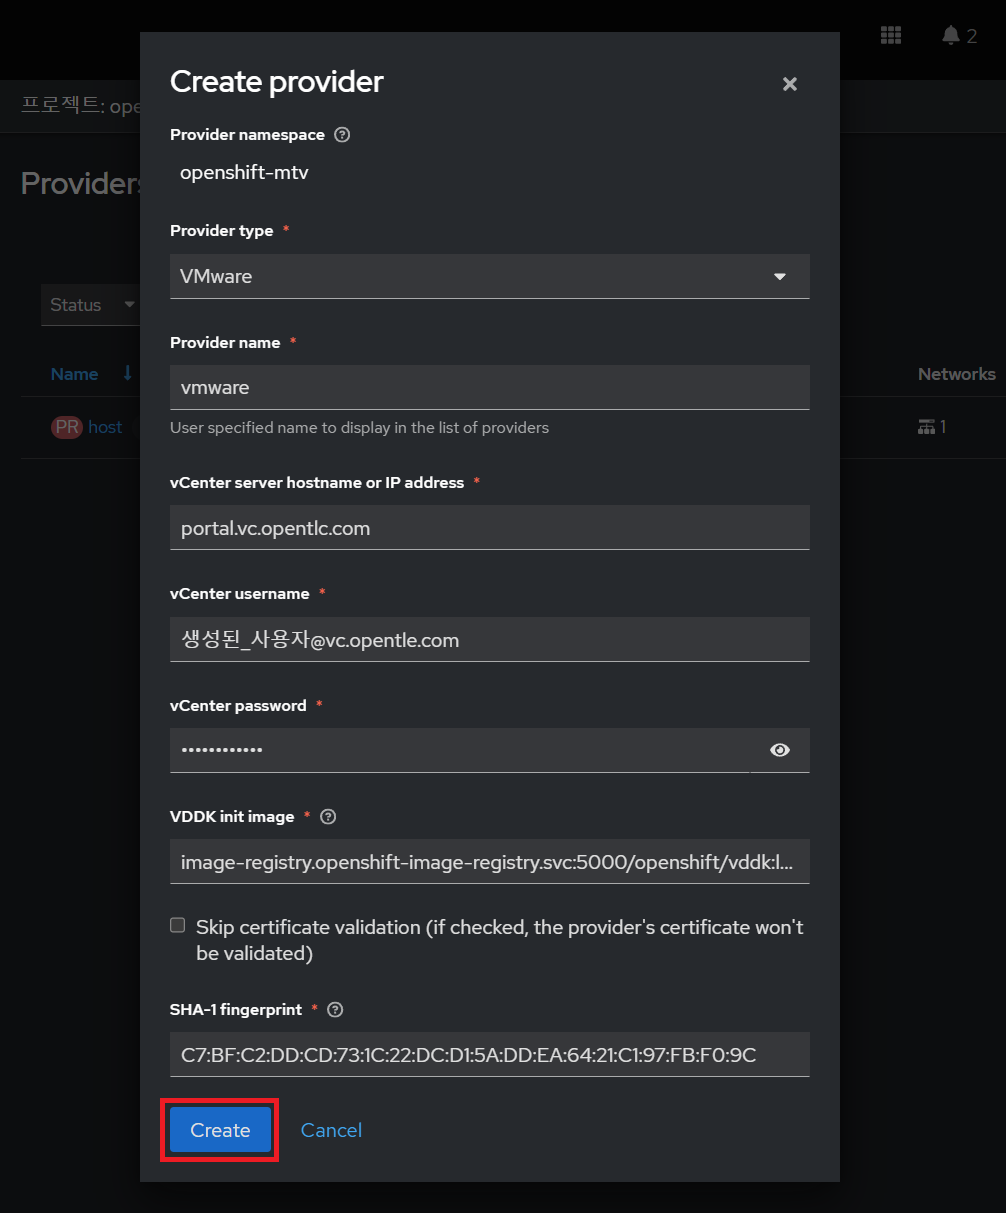 2
프로젝트: ope
Create provider
Provider namespace
openshift-mtv
Providers
Provider type *
VMware
Status
Provider name *
Name
vmware
Networks
PR host
User specified name to display in the list of providers
1
vCenter server hostname or IP address *
portal.vc.opentlc.com
vCenter username *
생성된_사용자@vc.opentle.com
vCenter password *
••••••••••••
VDDK init image *
image-registry.openshift-image-registry.svc:5000/openshift/vddk:l...
Skip certificate validation (if checked, the provider's certificate won't
be validated)
SHA-1 fingerprint *
C7:BF:C2:DD:CD:73:1C:22:DC:D1:5A:DD:EA:64:21:C1:97:FB:F0:9C
Create
Cancel